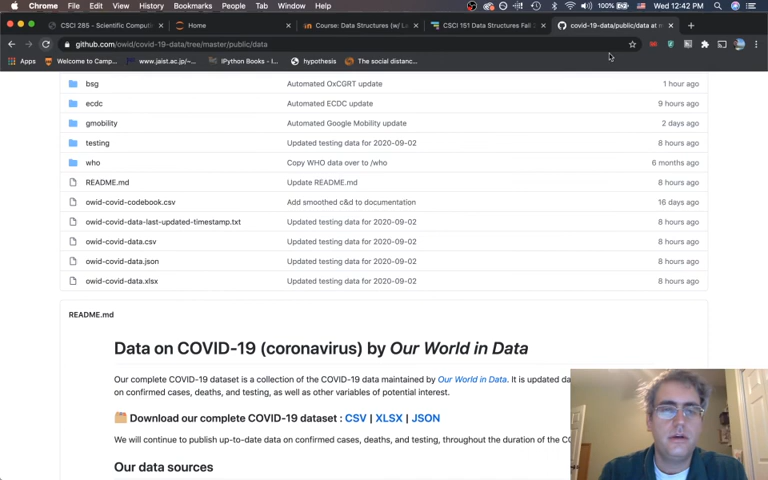 Chrome File Edit View History Bookmarks People Tab Window Help 100% Wed 12:42 PM
CSCI 285 - Scientific Computi
Home
Course: Data Structures [w/ La
CSCI 151 Data Structures Fall
covid-19-data/public/data at m
github.com/owid/covid-19-data/tree/master/public/data
Apps Welcome to Camp... www.jaist.ac.jp/~... IPython Books - I... hypothesis The social distanc...
bsg Automated OxCGRT update 1 hour ago
ecdc Automated ECDC update 9 hours ago
gmobility Automated Google Mobility update 2 days ago
testing Updated testing data for 2020-09-02 8 hours ago
who Copy WHO data over to /who 6 months ago
README.md Update README.md 8 hours ago
owid-covid-codebook.csv Add smoothed c&d to documentation 16 days ago
owid-covid-data-last-updated-timestamp.txt Updated testing data for 2020-09-02 8 hours ago
owid-covid-data.csv Updated testing data for 2020-09-02 8 hours ago
owid-covid-data.json Updated testing data for 2020-09-02 8 hours ago
owid-covid-data.xlsx Updated testing data for 2020-09-02 8 hours ago
README.md
Data on COVID-19 (coronavirus) by Our World in Data
Our complete COVID-19 dataset is a collection of the COVID-19 data maintained by Our World in Data. It is updated da
on confirmed cases, deaths, and testing, as well as other variables of potential interest.
Download our complete COVID-19 dataset : CSV | XLSX | JSON
We will continue to publish up-to-date data on confirmed cases, deaths, and testing, throughout the duration of the CO
Our data sources